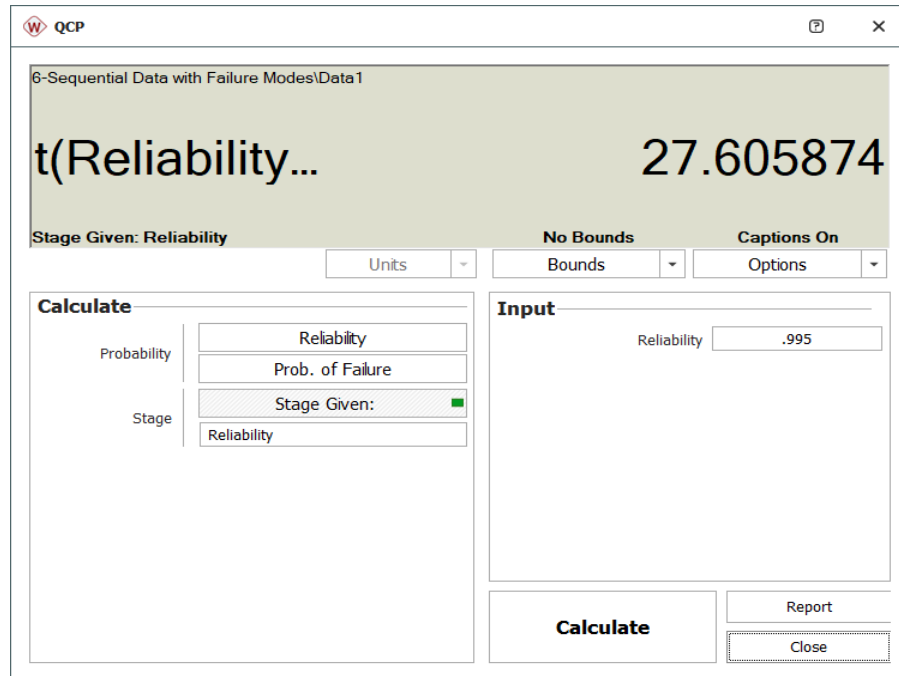 W QCP
6-Sequential Data with Failure Modes\Data1
t(Reliability... 27.605874
Stage Given: Reliability No Bounds Captions On
Units Bounds Options
Calculate
Probability
Reliability
Prob. of Failure
Stage
Stage Given:
Reliability
Input
Reliability .995
Calculate
Report
Close